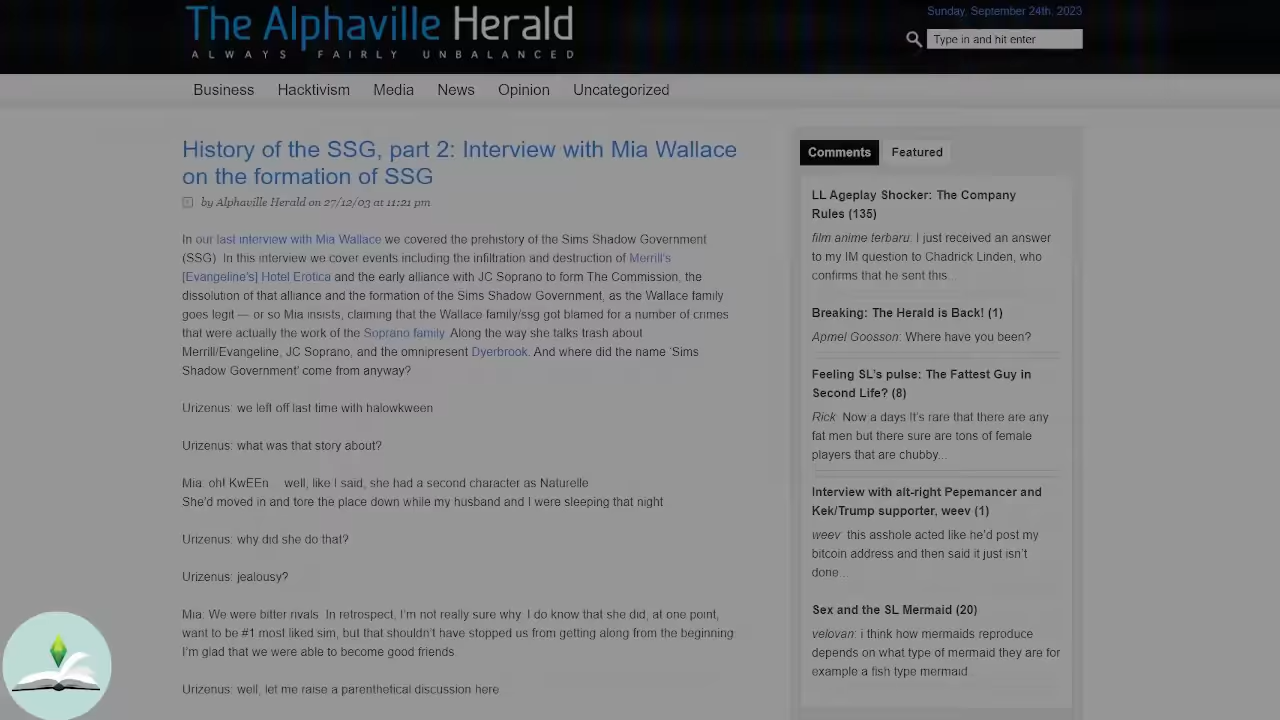 The Alphaville Herald
ALWAYS FAIRLY UNBALANCED
Sunday, September 24th, 2023
Type in and hit enter
Business Hacktivism Media News Opinion Uncategorized
History of the SSG, part 2: Interview with Mia Wallace
on the formation of SSG
by Alphaville Herald on 27/12/03 at 11:21 pm
In our last interview with Mia Wallace we covered the prehistory of the Sims Shadow Government
(SSG). In this interview we cover events including the infiltration and destruction of Merrill's
[Evangeline's] Hotel Erotica and the early alliance with JC Soprano to form The Commission, the
dissolution of that alliance and the formation of the Sims Shadow Government, as the Wallace family
goes legit — or so Mia insists, claiming that the Wallace family/ssg got blamed for a number of crimes
that were actually the work of the Soprano family. Along the way she talks trash about
Merrill/Evangeline, JC Soprano, and the omnipresent Dyerbrook. And where did the name 'Sims
Shadow Government' come from anyway?
Urizenus: we left off last time with halowkween
Urizenus: what was that story about?
Mia: oh! KwEEn... well, like I said, she had a second character as Naturelle
She'd moved in and tore the place down while my husband and I were sleeping that night
Urizenus: why did she do that?
Urizenus: jealousy?
Mia: We were bitter rivals. In retrospect, I'm not really sure why. I do know that she did, at one point,
want to be #1 most liked sim, but that shouldn't have stopped us from getting along from the beginning.
I'm glad that we were able to become good friends.
Urizenus: well, let me raise a parenthetical discussion here
Comments Featured
LL Ageplay Shocker: The Company
Rules (135)
film anime terbaru: I just received an answer
to my IM question to Chadrick Linden, who
confirms that he sent this...
Breaking: The Herald is Back! (1)
Apmel Goosson: Where have you been?
Feeling SL's pulse: The Fattest Guy in
Second Life? (8)
Rick: Now a days It's rare that there are any
fat men but there sure are tons of female
players that are chubby...
Interview with alt-right Pepemancer and
Kek/Trump supporter, weev (1)
weev: this asshole acted like he'd post my
bitcoin address and then said it just isn't
done...
Sex and the SL Mermaid (20)
velovan: i think how mermaids reproduce
depends on what type of mermaid they are for
example a fish type mermaid...